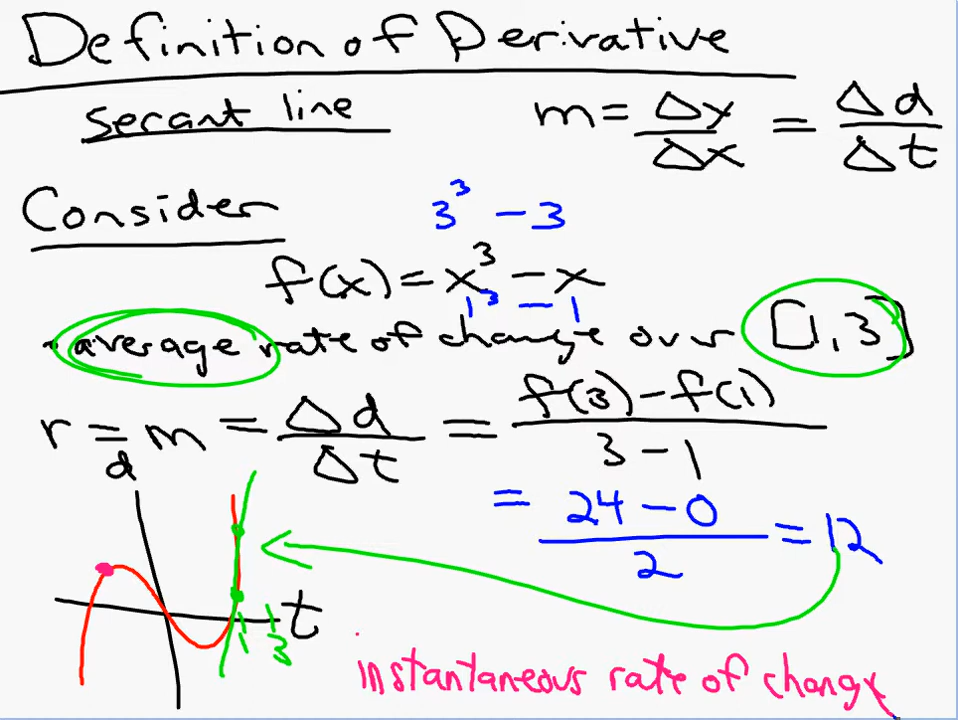 Definition of Derivative
secant line
m = Δy/Δx = Δd/Δt
Consider
3³ - 3
f(x) = x³ - x
1³ - 1
- average rate of change over [1, 3]
r = m = Δd/Δt = f(3) - f(1) / 3 - 1
= 24 - 0 / 2 = 12
d
t
1 3
instantaneous rate of change